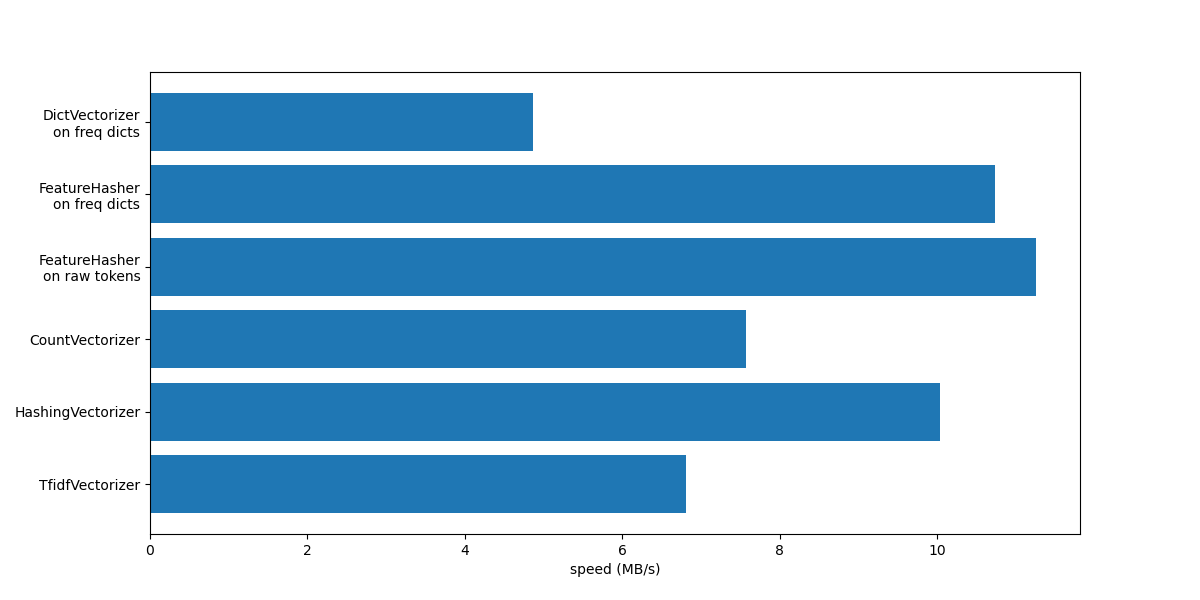 DictVectorizer
on freq dicts
FeatureHasher
on freq dicts
FeatureHasher
on raw tokens
CountVectorizer
HashingVectorizer
TfidfVectorizer
0 2 4 6 8 10
speed (MB/s)